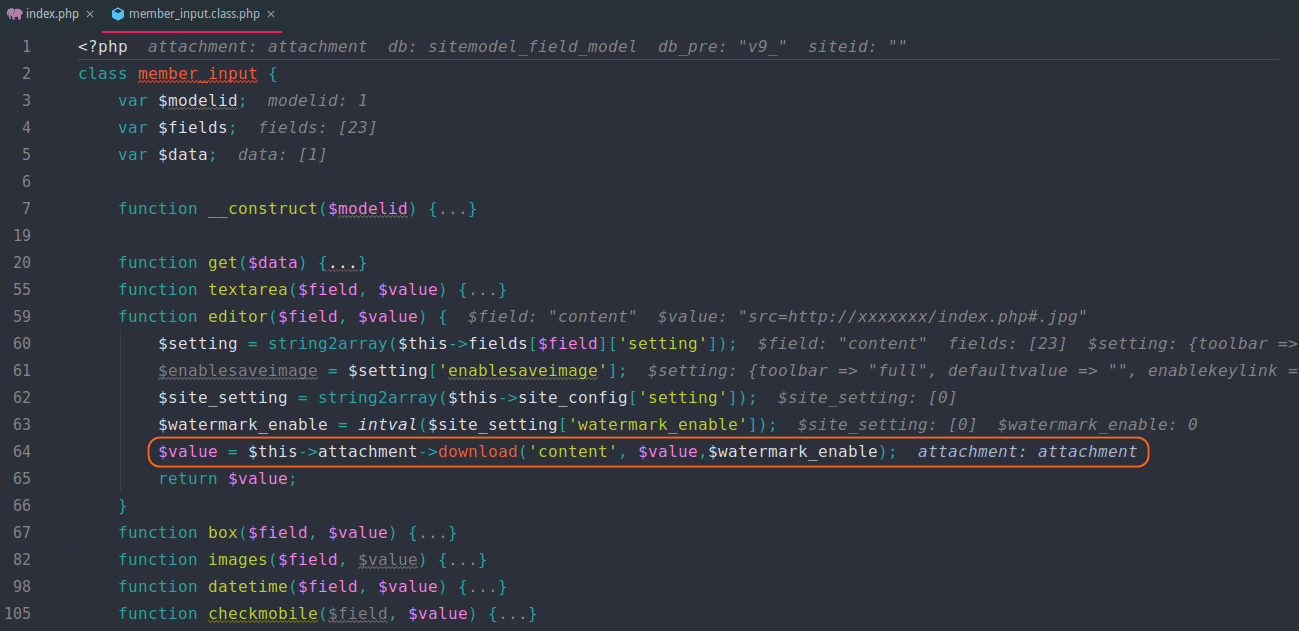 index.php × member_input.class.php ×
1 <?php attachment: attachment db: sitemodel_field_model db_pre: "v9_" siteid: ""
2 class member_input {
3 var $modelid; modelid: 1
4 var $fields; fields: [23]
5 var $data; data: [1]
6
7 function __construct($modelid) {...}
19
20 function get($data) {...}
55 function textarea($field, $value) {...}
59 function editor($field, $value) { $field: "content" $value: "src=http://xxxxxxx/index.php#.jpg"
60 $setting = string2array($this->fields[$field]['setting']); $field: "content" fields: [23] $setting: {toolbar =>
61 $enablesaveimage = $setting['enablesaveimage']; $setting: {toolbar => "full", defaultvalue => "", enablekeylink =
62 $site_setting = string2array($this->site_config['setting']); $site_setting: [0]
63 $watermark_enable = intval($site_setting['watermark_enable']); $site_setting: [0] $watermark_enable: 0
64 $value = $this->attachment->download('content', $value,$watermark_enable); attachment: attachment
65 return $value;
66 }
67 function box($field, $value) {...}
82 function images($field, $value) {...}
98 function datetime($field, $value) {...}
105 function checkmobile($field, $value) {...}